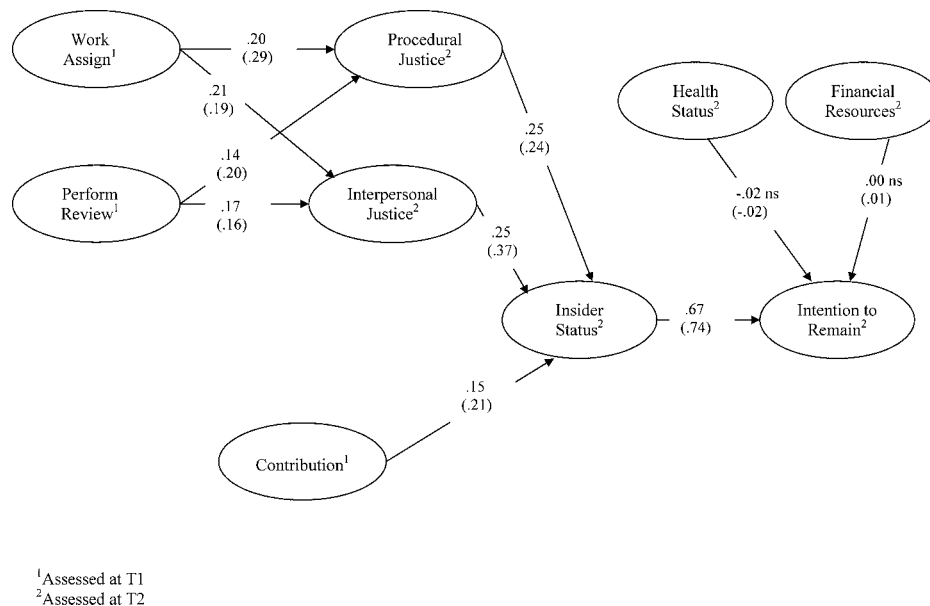 Work
Assign¹
.20
(.29)
Procedural
Justice²
.21
(.19)
Health
Status²
Financial
Resources²
.14
(.20)
.25
(.24)
Perform
Review¹
.17
(.16)
Interpersonal
Justice²
-.02 ns
(-.02)
.00 ns
(.01)
.25
(.37)
Insider
Status²
.67
(.74)
Intention to
Remain²
.15
(.21)
Contribution¹
¹Assessed at T1
²Assessed at T2